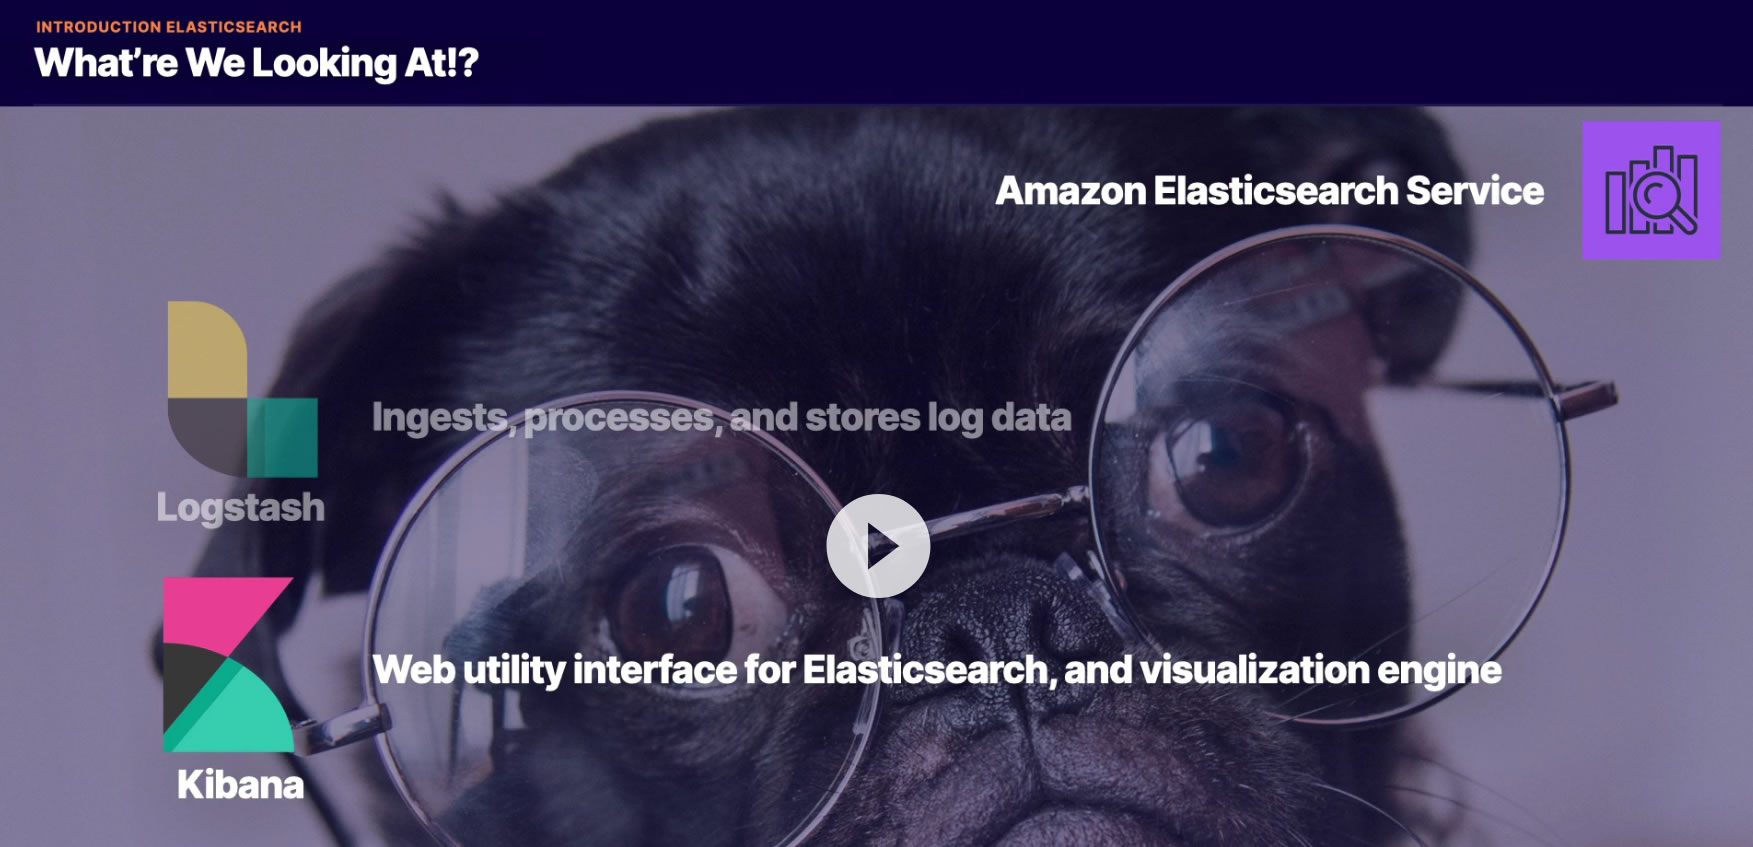 INTRODUCTION ELASTICSEARCH
What’re We Looking At!?
Amazon Elasticsearch Service
Ingests, processes, and stores log data
Logstash
Web utility interface for Elasticsearch, and visualization engine
Kibana